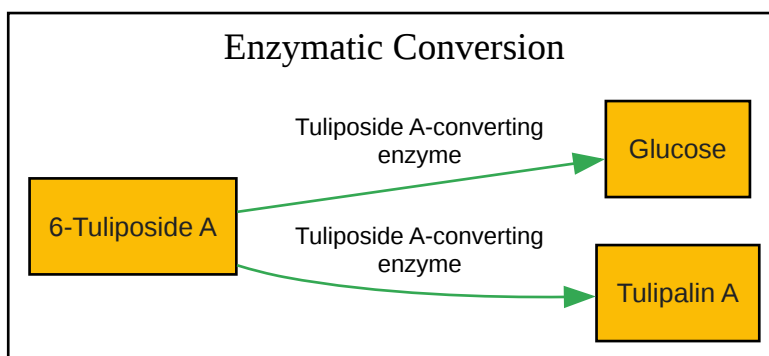 Enzymatic Conversion
Tuliposide A-converting
enzyme
Glucose
6-Tuliposide A
Tuliposide A-converting
enzyme
Tulipalin A